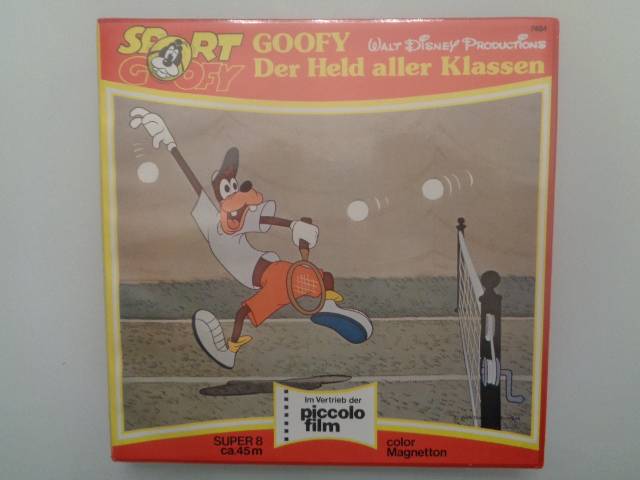 SPORT
GOOFY
GOOFY WALT DISNEY PRODUCTIONS
Der Held aller Klassen
Im Vertrieb der
piccolo
film
SUPER 8
ca.45m
color
Magnetton